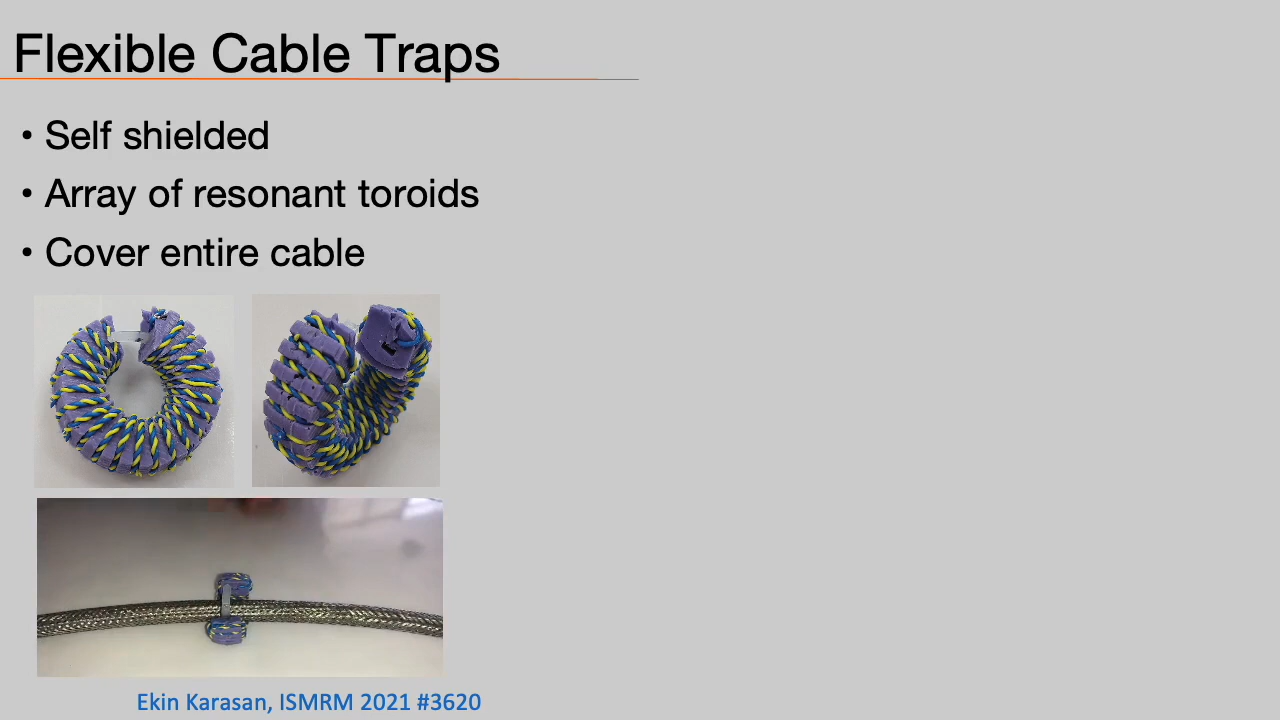 Flexible Cable Traps
• Self shielded
• Array of resonant toroids
• Cover entire cable
Ekin Karasan, ISMRM 2021 #3620